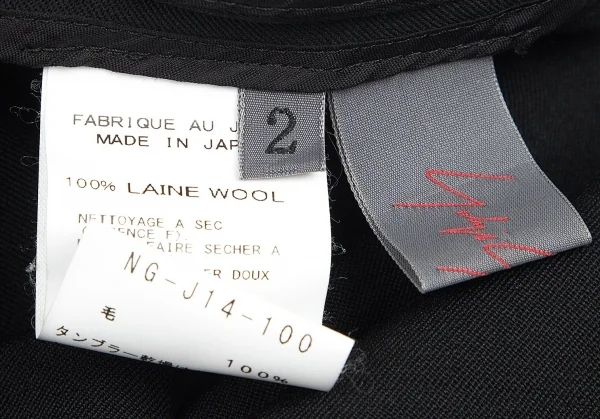 FABRIQUE AU J
MADE IN JAP
2
100% LAINE WOOL
NETTOYAGE A SEC
FAIRE SECHER A
DOUX
NG-J14-100
毛
100%